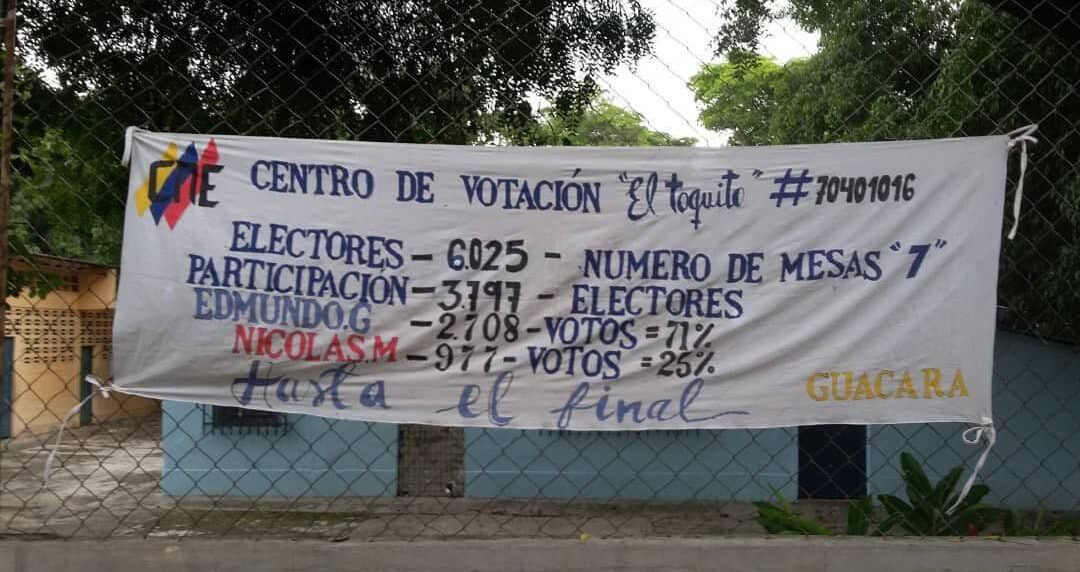 CNE CENTRO DE VOTACIÓN "El toquito" #70401016
ELECTORES - 6.025 - NUMERO DE MESAS "7"
PARTICIPACIÓN - 3.797 - ELECTORES
EDMUNDO.G - 2.708 - VOTOS = 71%
NICOLAS.M - 977 - VOTOS = 25%
Hasta el final
GUACARA